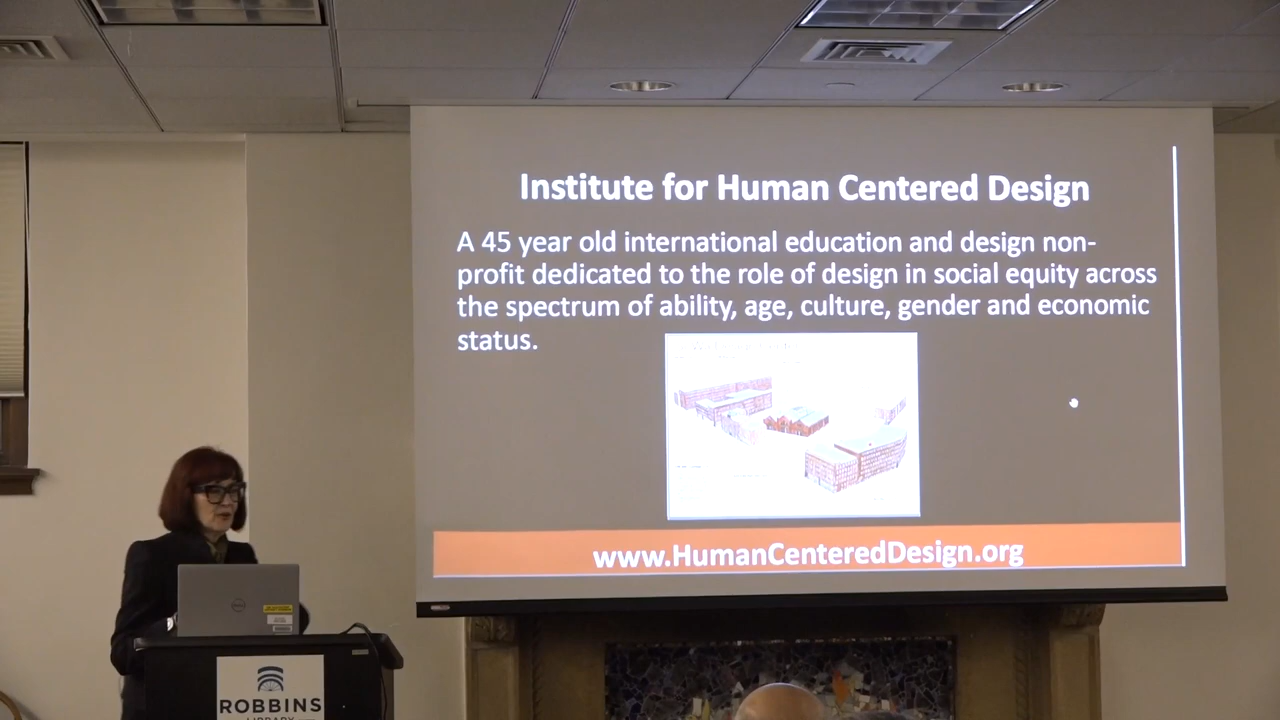 Institute for Human Centered Design
A 45 year old international education and design non-
profit dedicated to the role of design in social equity across
the spectrum of ability, age, culture, gender and economic
status.
www.HumanCenteredDesign.org
DELL
ROBBINS
LIBRARY